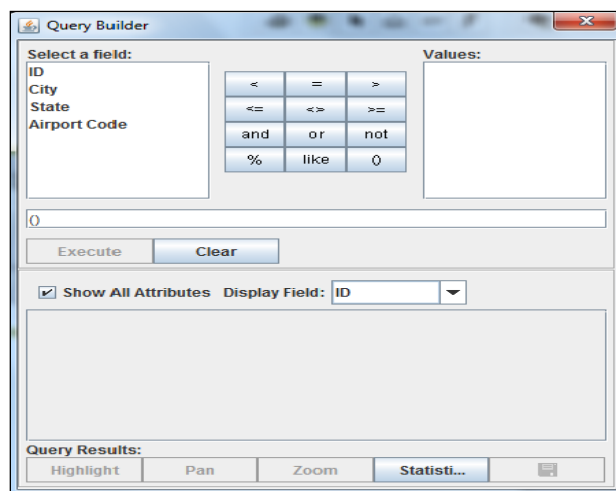 Query Builder
Select a field: Values:
ID
City
State
Airport Code
< = >
<= <> >=
and or not
% like ()
()
Execute Clear
Show All Attributes Display Field: ID
Query Results:
Highlight Pan Zoom Statisti...